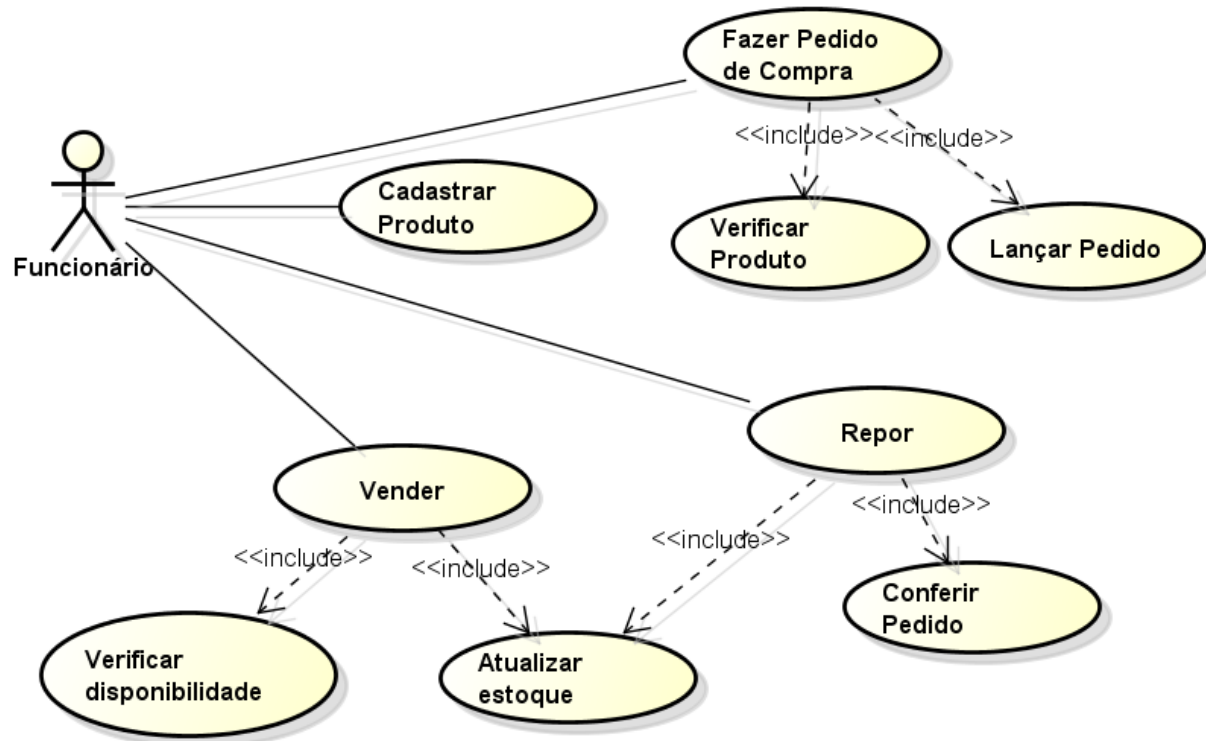 Fazer Pedido
de Compra
<<include>>
<<include>>
Cadastrar
Produto
Verificar
Produto
Lançar Pedido
Funcionário
Repor
Vender
<<include>>
<<include>>
<<include>>
<<include>>
Conferir
Pedido
Verificar
disponibilidade
Atualizar
estoque